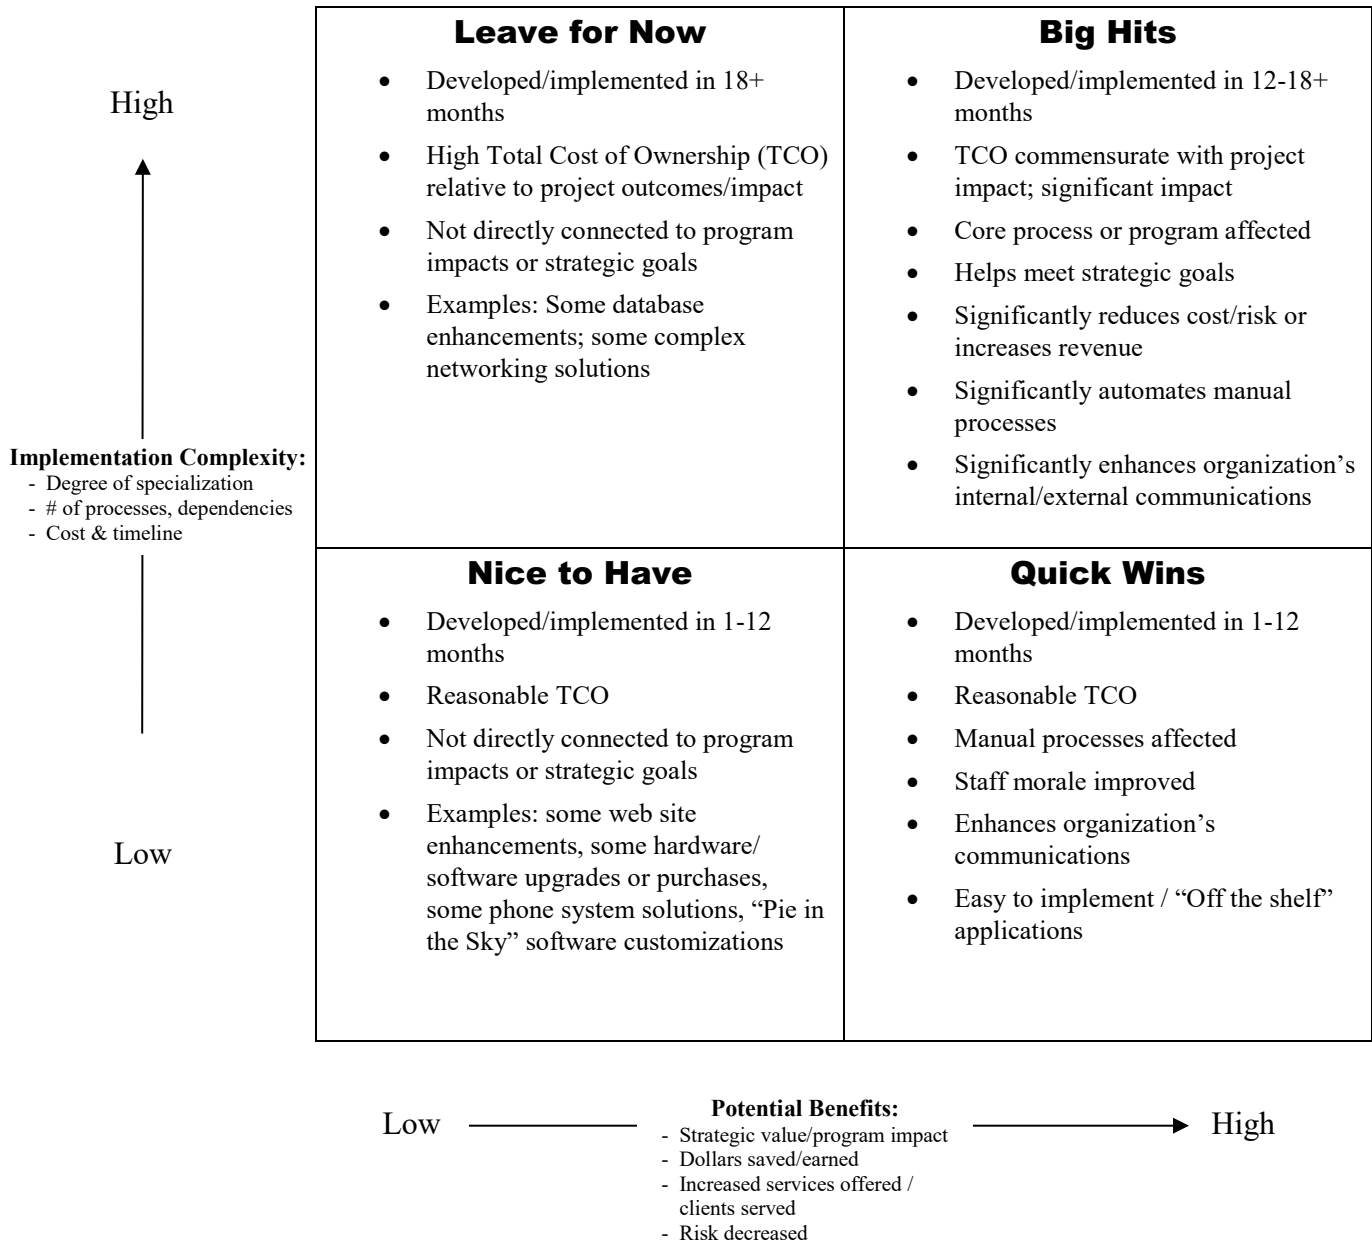 High
Implementation Complexity:
- Degree of specialization
- # of processes, dependencies
- Cost & timeline
Low
Leave for Now
• Developed/implemented in 18+
months
• High Total Cost of Ownership (TCO)
relative to project outcomes/impact
• Not directly connected to program
impacts or strategic goals
• Examples: Some database
enhancements; some complex
networking solutions
Big Hits
• Developed/implemented in 12-18+
months
• TCO commensurate with project
impact; significant impact
• Core process or program affected
• Helps meet strategic goals
• Significantly reduces cost/risk or
increases revenue
• Significantly automates manual
processes
• Significantly enhances organization’s
internal/external communications
Nice to Have
• Developed/implemented in 1-12
months
• Reasonable TCO
• Not directly connected to program
impacts or strategic goals
• Examples: some web site
enhancements, some hardware/
software upgrades or purchases,
some phone system solutions, “Pie in
the Sky” software customizations
Quick Wins
• Developed/implemented in 1-12
months
• Reasonable TCO
• Manual processes affected
• Staff morale improved
• Enhances organization’s
communications
• Easy to implement / “Off the shelf”
applications
Low
Potential Benefits:
- Strategic value/program impact
- Dollars saved/earned
- Increased services offered /
clients served
- Risk decreased
High